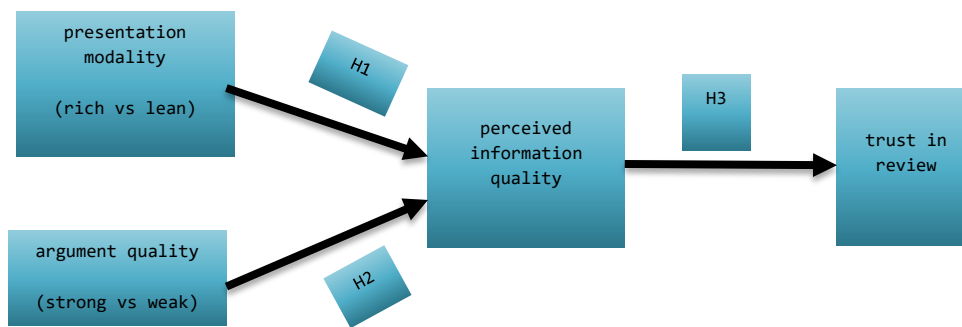 presentation
modality
(rich vs lean)
H1
H3
perceived
information
quality
trust in
review
argument quality
(strong vs weak)
H2